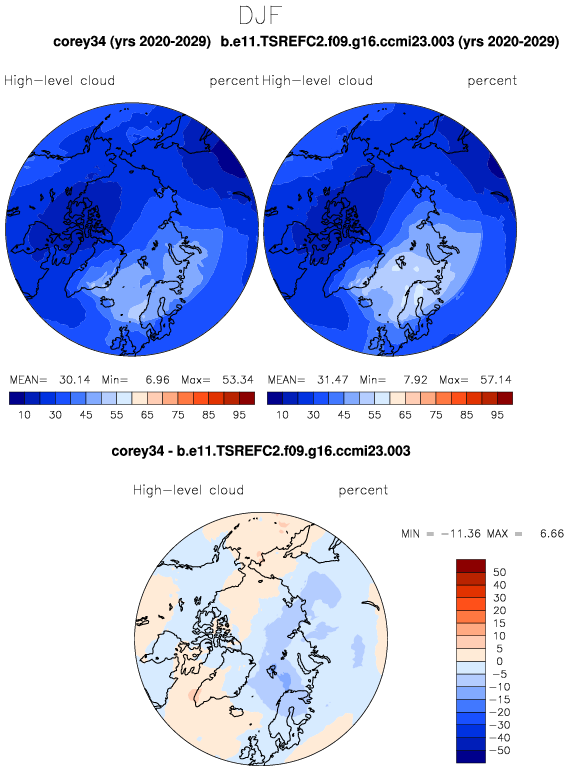 DJF
corey34 (yrs 2020-2029) b.e11.TSREFC2.f09.g16.ccmi23.003 (yrs 2020-2029)
High-level cloud percent High-level cloud percent
MEAN= 30.14 Min= 6.96 Max= 53.34 MEAN= 31.47 Min= 7.92 Max= 57.14
10 30 45 55 65 75 85 95 10 30 45 55 65 75 85 95
corey34 - b.e11.TSREFC2.f09.g16.ccmi23.003
High-level cloud percent
MIN = -11.36 MAX = 6.66
50
40
30
20
15
10
5
0
-5
-10
-15
-20
-30
-40
-50